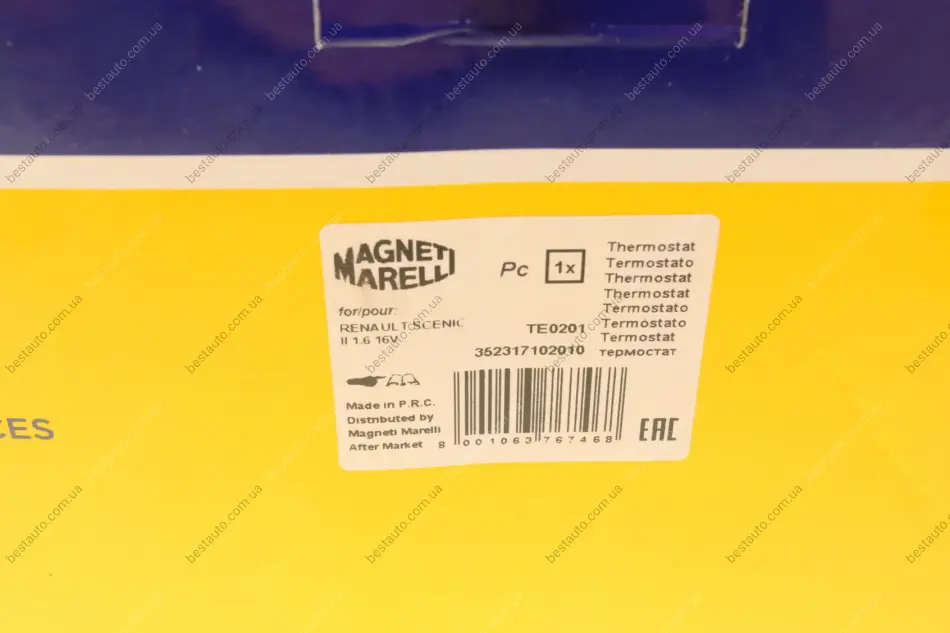 MAGNETI
MARELLI
Pc 1x
Thermostat
Termostato
Thermostat
Thermostat
Termostato
Termostato
Termostat
термостат
for/pour:
RENAULT:SCENIC
II 1.6 16V
TE0201
352317102010
Made in P.R.C.
Distributed by
Magneti Marelli
After Market
8 001063 767468
EAC
CES
bestauto.com.ua